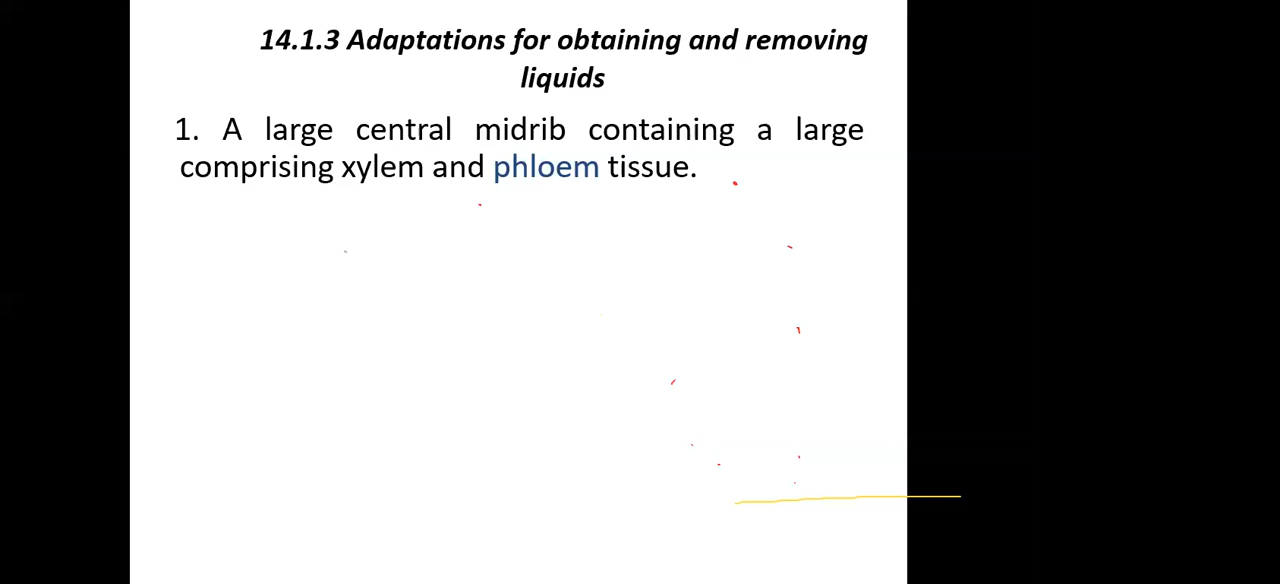 14.1.3 Adaptations for obtaining and removing
liquids
1. A large central midrib containing a large
comprising xylem and phloem tissue.